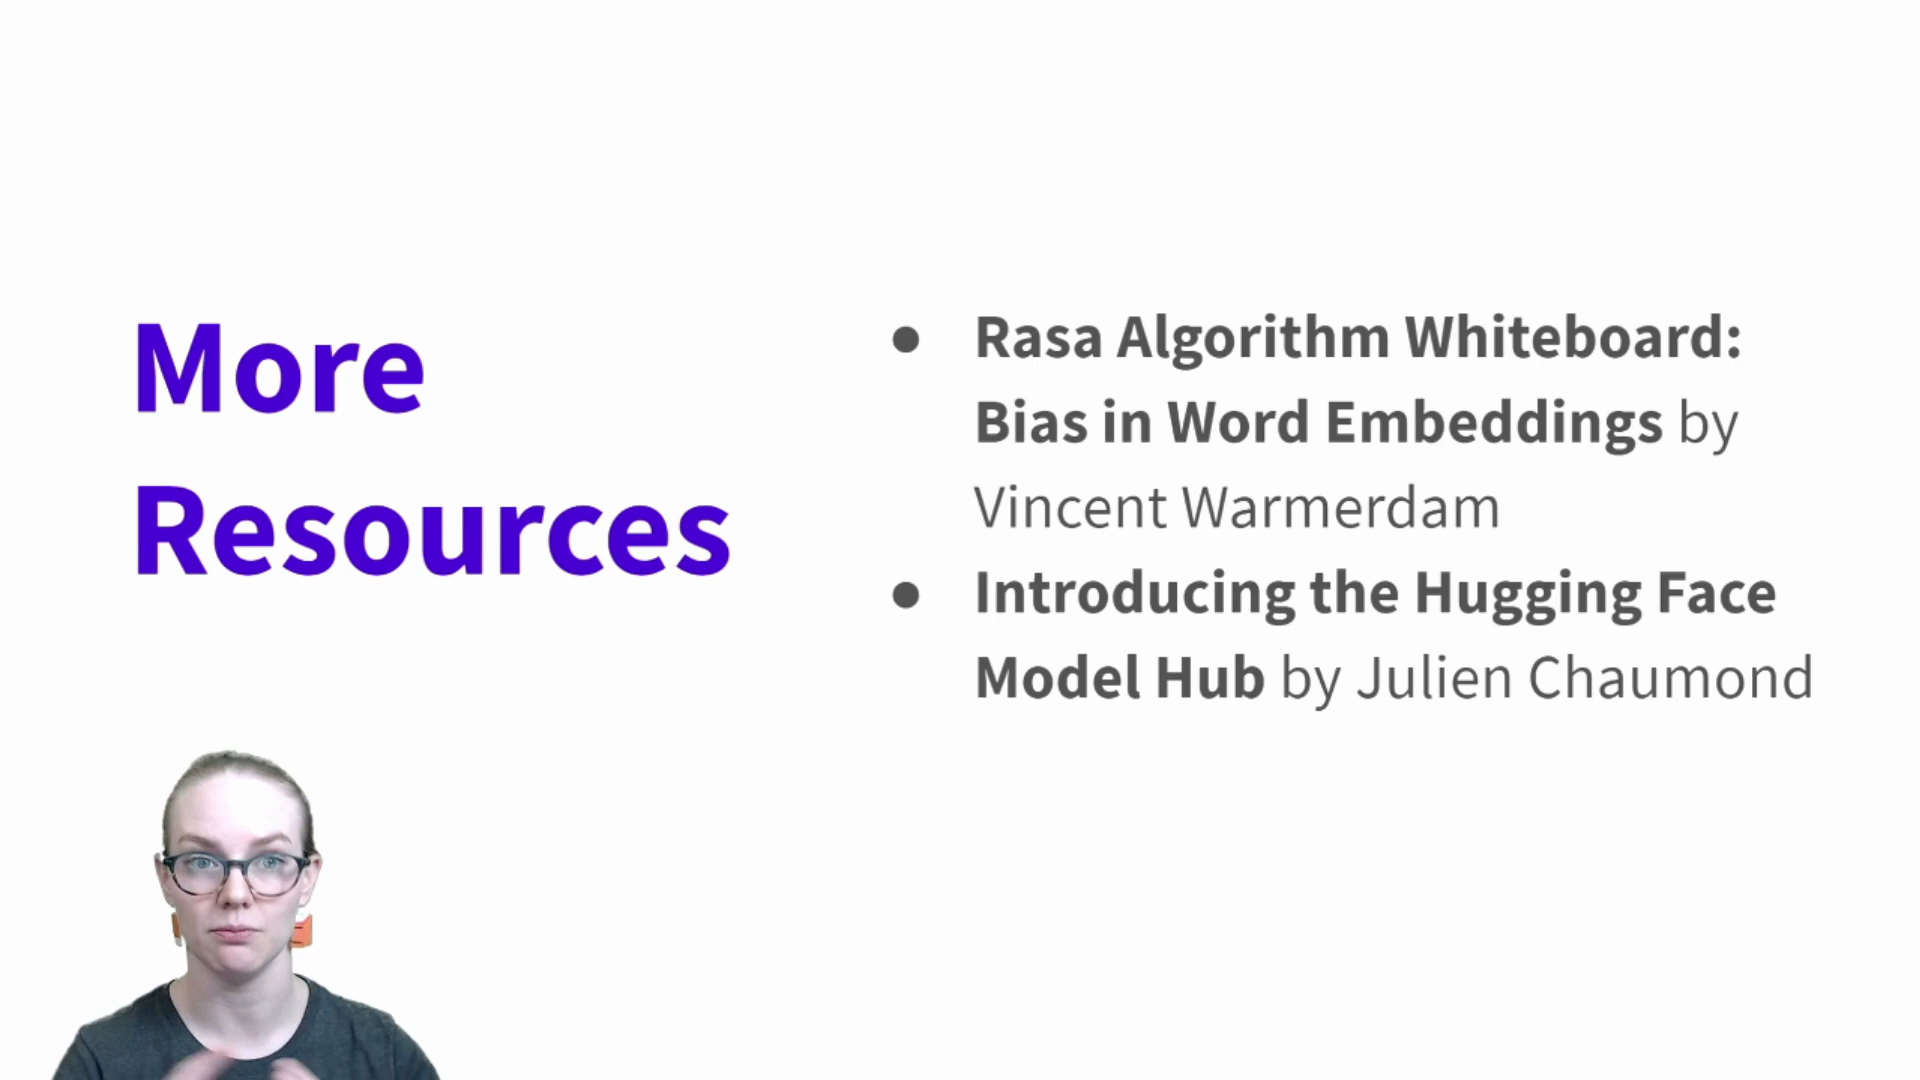 More
Resources
● Rasa Algorithm Whiteboard:
Bias in Word Embeddings by
Vincent Warmerdam
● Introducing the Hugging Face
Model Hub by Julien Chaumond